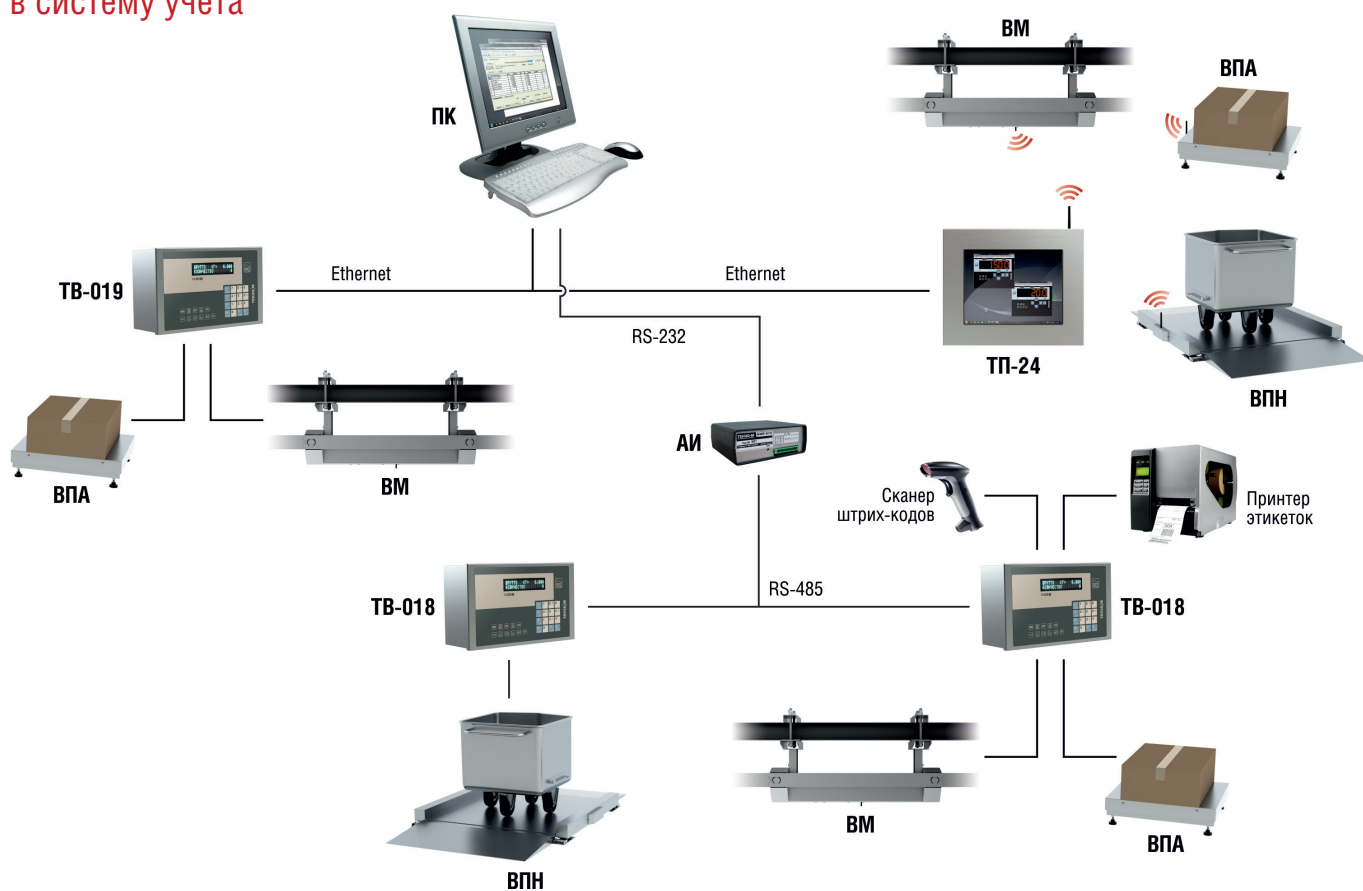 в систему учета
ВМ
ВПА
ПК
ТВ-019
Ethernet
Ethernet
RS-232
ТП-24
ВПН
ВПА
ВМ
АИ
Сканер
штрих-кодов
Принтер
этикеток
ТВ-018
RS-485
ТВ-018
ВМ
ВПА
ВПН